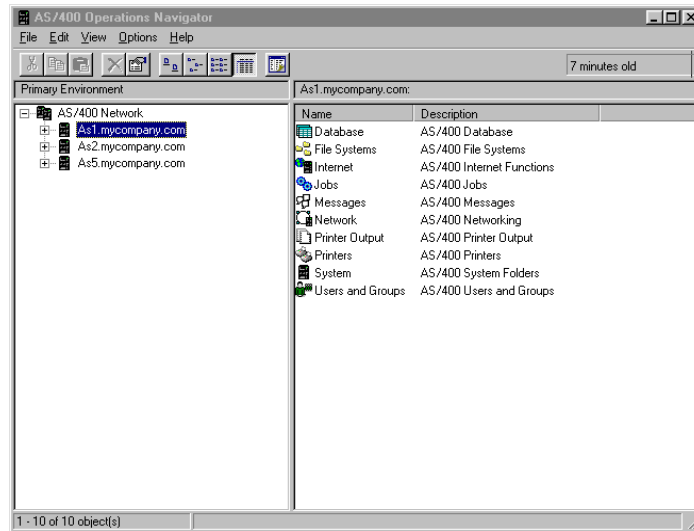 AS/400 Operations Navigator
File Edit View Options Help
7 minutes old
Primary Environment
As1.mycompany.com:
AS/400 Network
As1.mycompany.com
As2.mycompany.com
As5.mycompany.com
Name Description
Database AS/400 Database
File Systems AS/400 File Systems
Internet AS/400 Internet Functions
Jobs AS/400 Jobs
Messages AS/400 Messages
Network AS/400 Networking
Printer Output AS/400 Printer Output
Printers AS/400 Printers
System AS/400 System Folders
Users and Groups AS/400 Users and Groups
1 - 10 of 10 object(s)